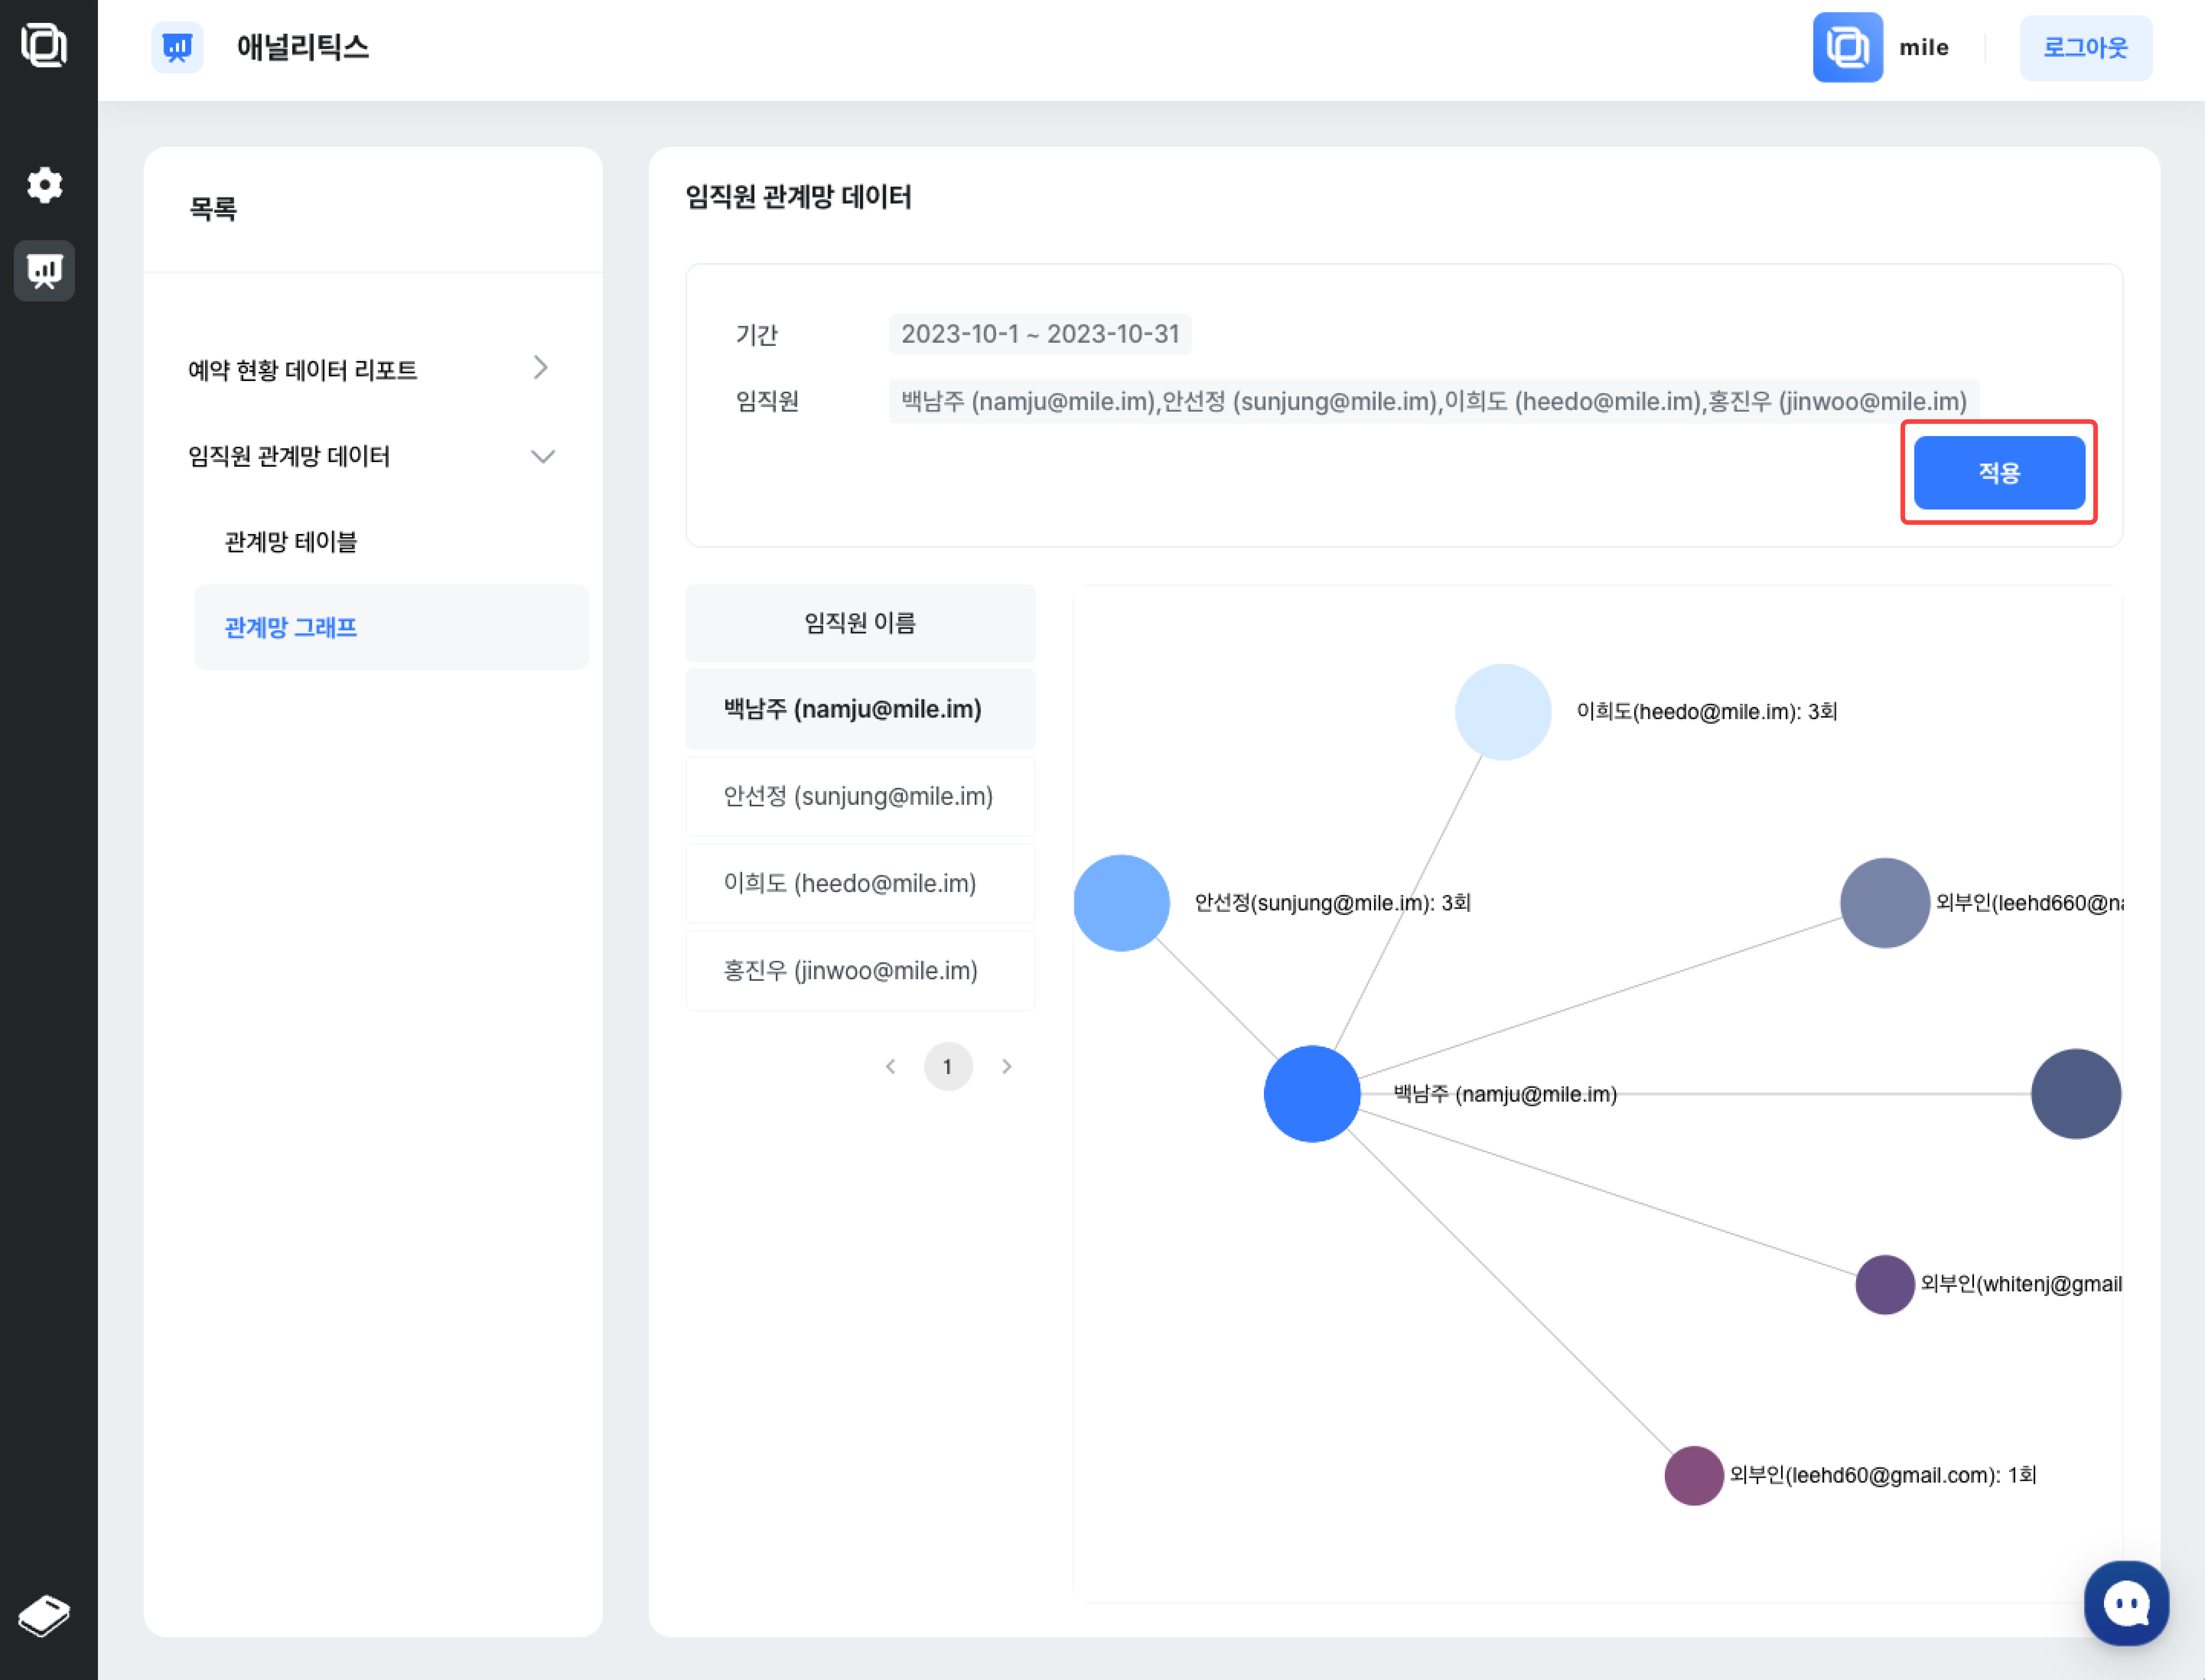 애널리틱스
mile
로그아웃
목록
예약 현황 데이터 리포트
임직원 관계망 데이터
관계망 테이블
관계망 그래프
임직원 관계망 데이터
기간
2023-10-1 ~ 2023-10-31
임직원
백남주 (namju@mile.im),안선정 (sunjung@mile.im),이희도 (heedo@mile.im),홍진우 (jinwoo@mile.im)
적용
임직원 이름
백남주 (namju@mile.im)
안선정 (sunjung@mile.im)
이희도 (heedo@mile.im)
홍진우 (jinwoo@mile.im)
1
이희도(heedo@mile.im): 3회
안선정(sunjung@mile.im): 3회
외부인(leehd660@na
백남주 (namju@mile.im)
외부인(whitenj@gmail
외부인(leehd60@gmail.com): 1회